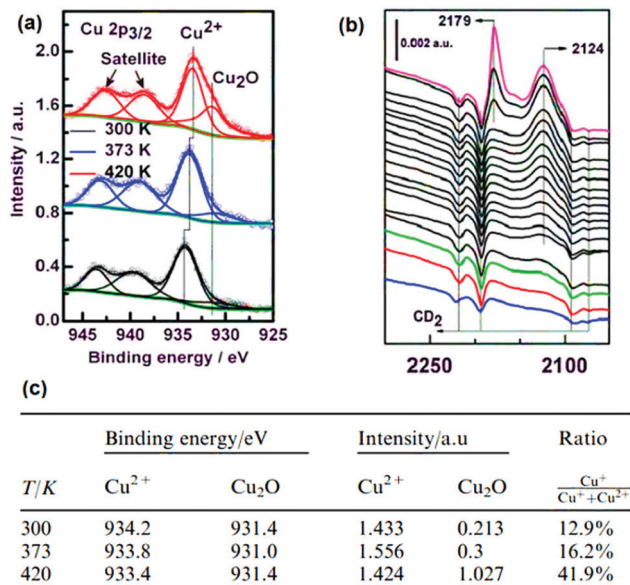 (a)
Cu 2p3/2
Cu2+
Satellite
Cu2O
300 K
373 K
420 K
Intensity / a.u.
2.0
1.6
1.2
0.8
0.4
0.0
945 940 935 930 925
Binding energy / eV
(b)
2179
2124
0.002 a.u.
CD2
2250 2100
(c)
Binding energy/eV Intensity/a.u Ratio
T/K Cu2+ Cu2O Cu2+ Cu2O Cu+/Cu++Cu2+
300 934.2 931.4 1.433 0.213 12.9%
373 933.8 931.0 1.556 0.3 16.2%
420 933.4 931.4 1.424 1.027 41.9%